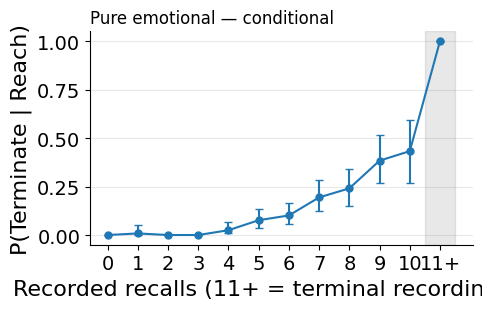 Pure emotional — conditional
P(Terminate | Reach)
1.00
0.75
0.50
0.25
0.00
0 1 2 3 4 5 6 7 8 9 10 11+
Recorded recalls (11+ = terminal recordin